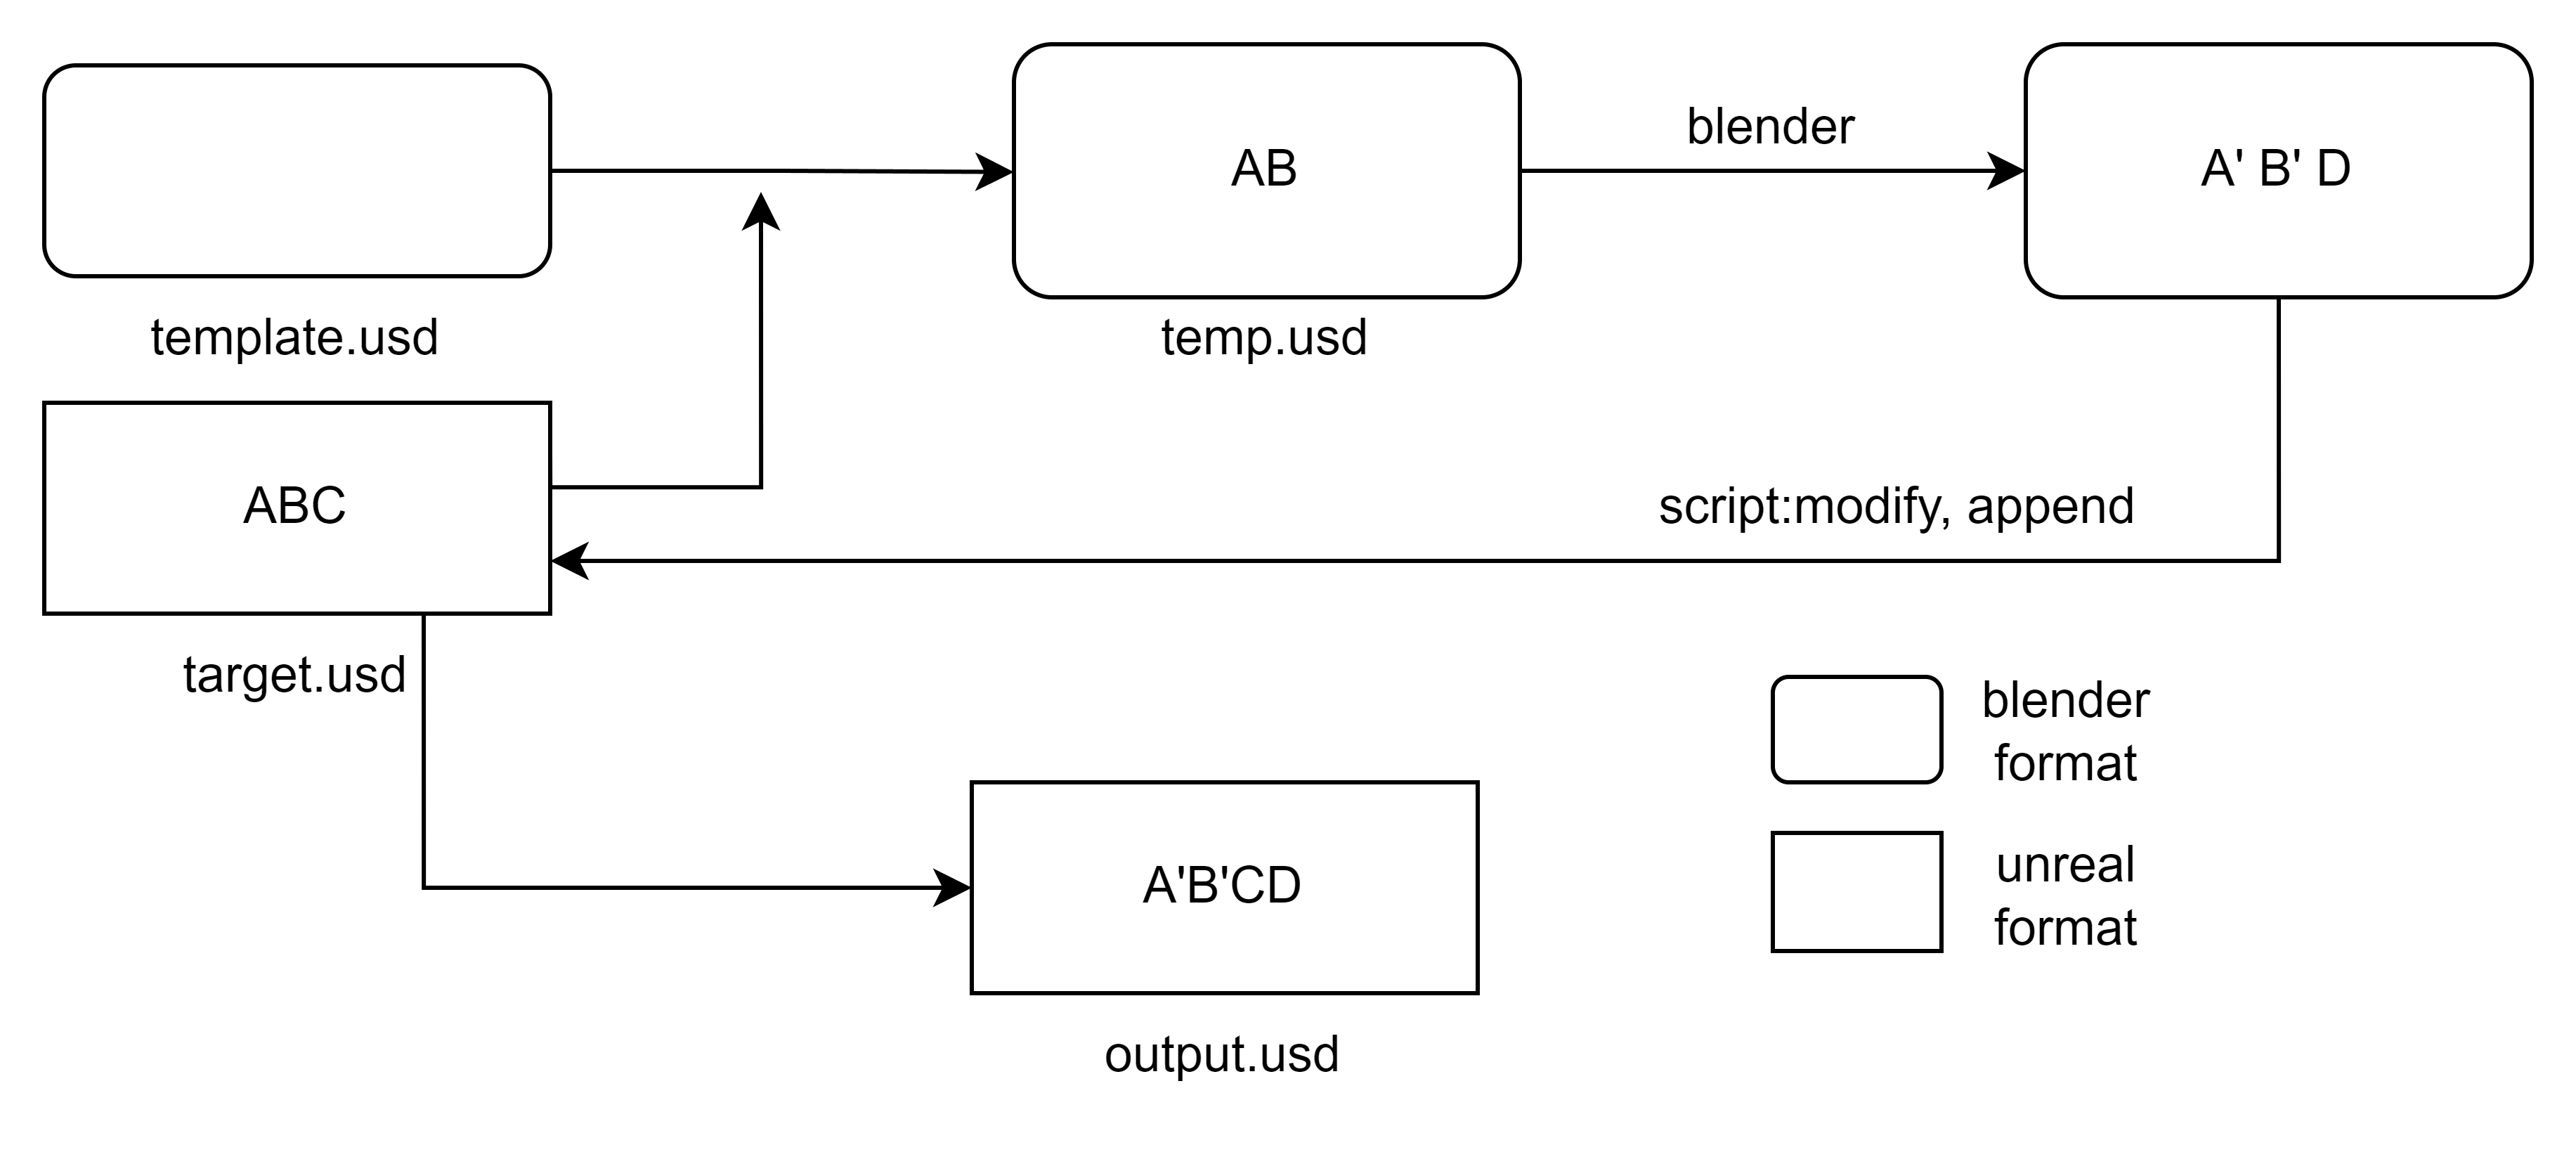 blender
AB
A' B' D
template.usd
temp.usd
ABC
script:modify, append
target.usd
blender
format
unreal
format
A'B'CD
output.usd